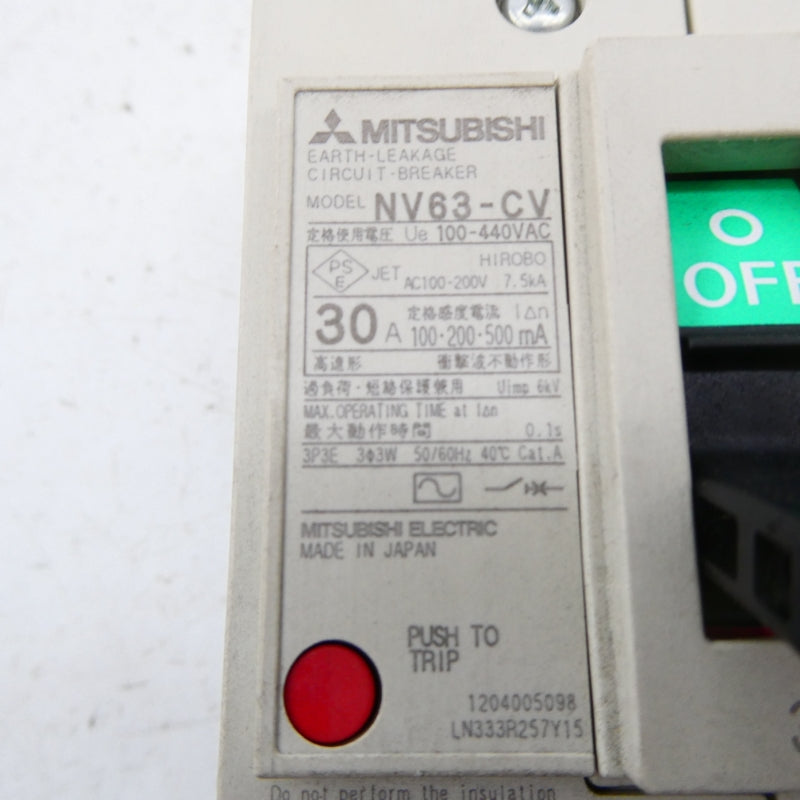 MITSUBISHI
EARTH-LEAKAGE
CIRCUIT-BREAKER
MODEL NV63-CV
定格使用電圧 Ue 100-440VAC
PS E JET HIROBO
AC100-200V 7.5kA
30A 定格感度電流 IΔn
100・200・500 mA
高速形 衝撃波不動作形
過負荷・短絡保護兼用 Uimp 6kV
MAX.OPERATING TIME at IΔn
最大動作時間 0.1s
3P3E 3ϕ3W 50/60Hz 40℃ Cat.A
MITSUBISHI ELECTRIC
MADE IN JAPAN
PUSH TO
TRIP
1204005098
LN333R257Y15
Do not perform the insulation
O
OFF